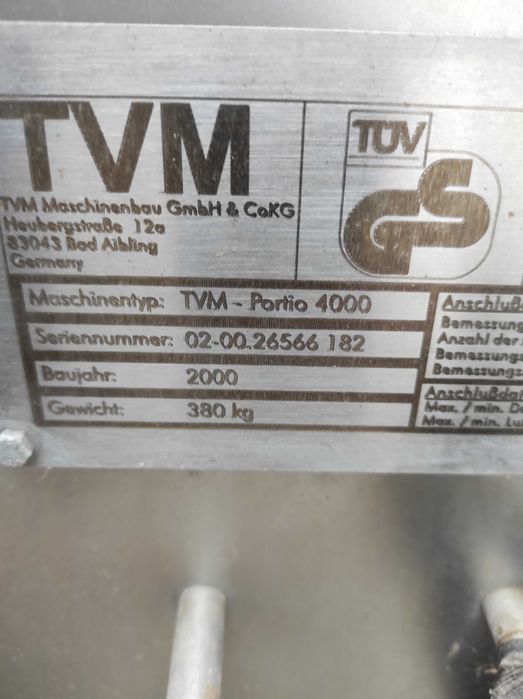 TVM
TVM Maschinenbau GmbH & CoKG
Heubergstraße 12a
83043 Bad Aibling
Germany
TÜV
GS
Maschinentyp: TVM - Portio 4000
Seriennummer: 02-00.26566 182
Baujahr: 2000
Gewicht: 380 kg
Anschluß
Bemessung
Anzahl der
Bemessungs
Bemessungs
Anschlußda
Max. / min. D
Max. / min. Lu